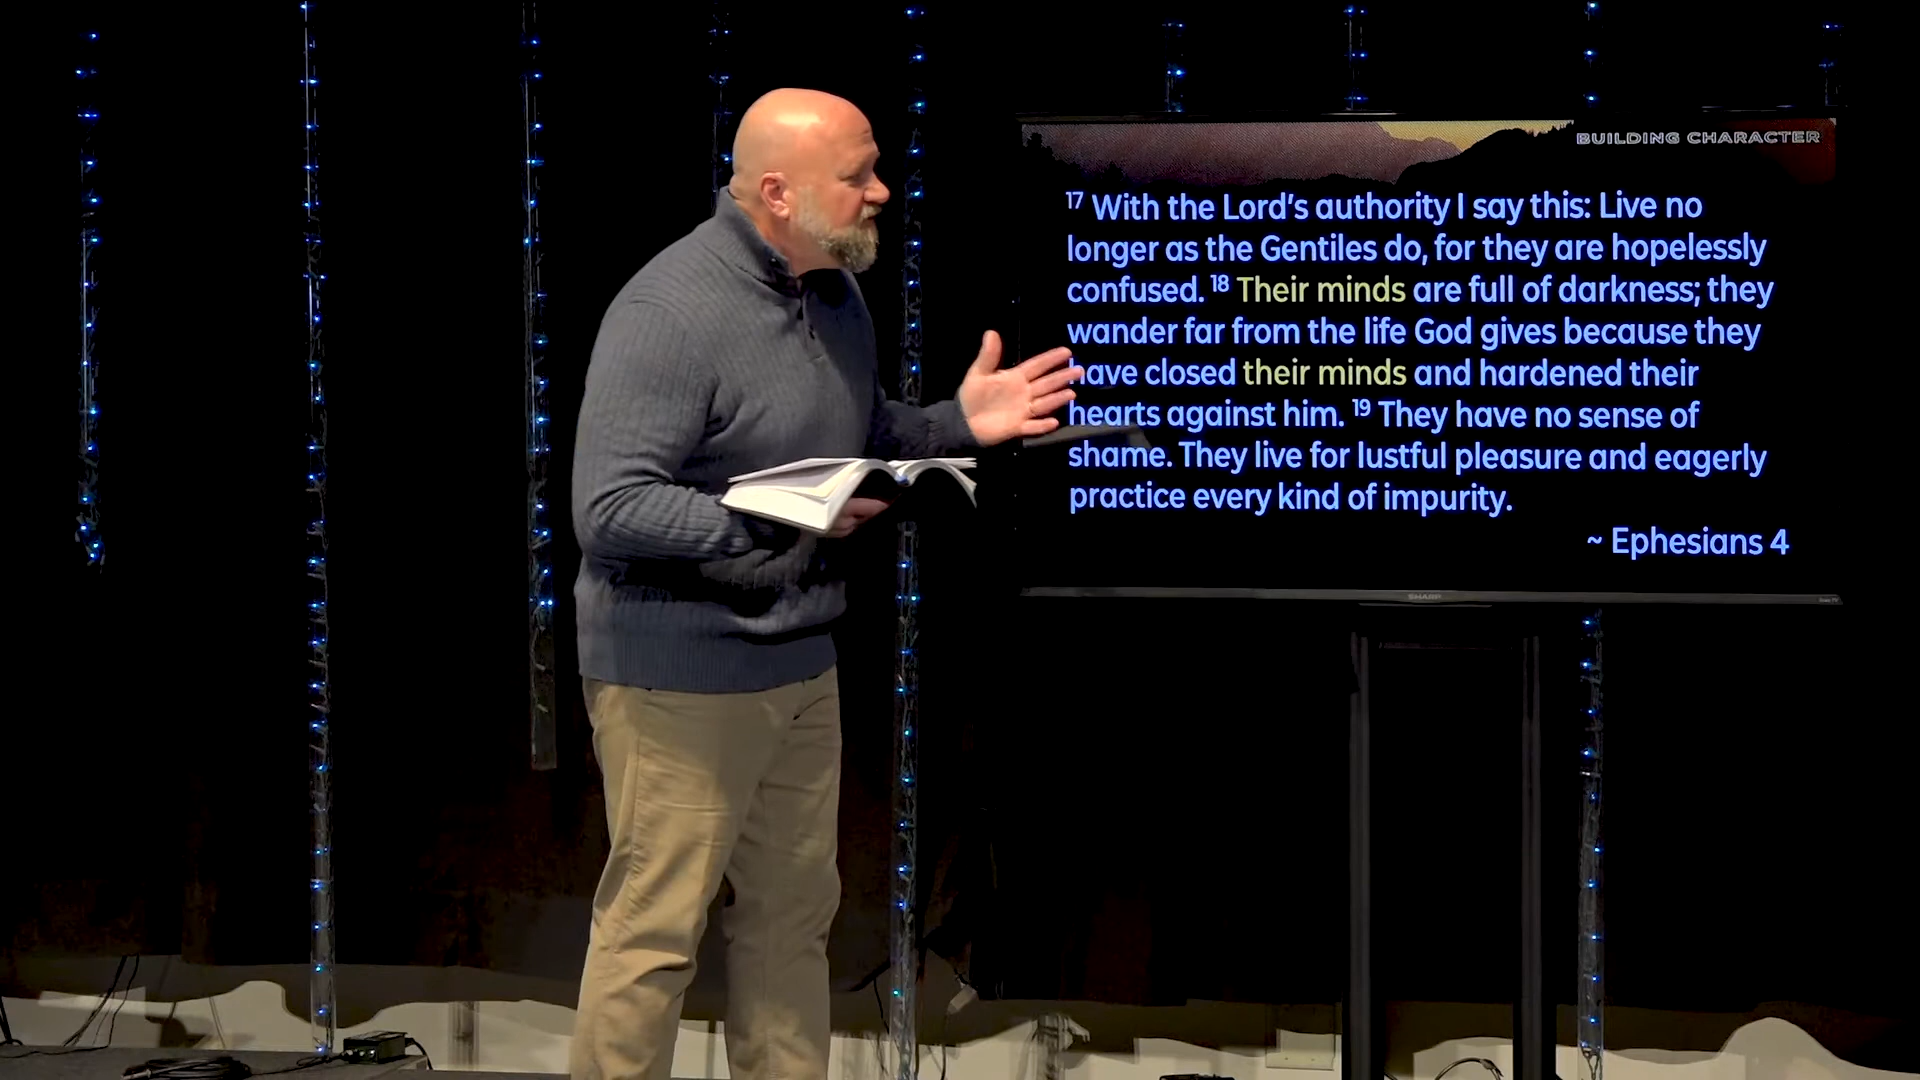 BUILDING CHARACTER
17 With the Lord's authority I say this: Live no
longer as the Gentiles do, for they are hopelessly
confused. 18 Their minds are full of darkness; they
wander far from the life God gives because they
have closed their minds and hardened their
hearts against him. 19 They have no sense of
shame. They live for lustful pleasure and eagerly
practice every kind of impurity.
~ Ephesians 4
SHARP